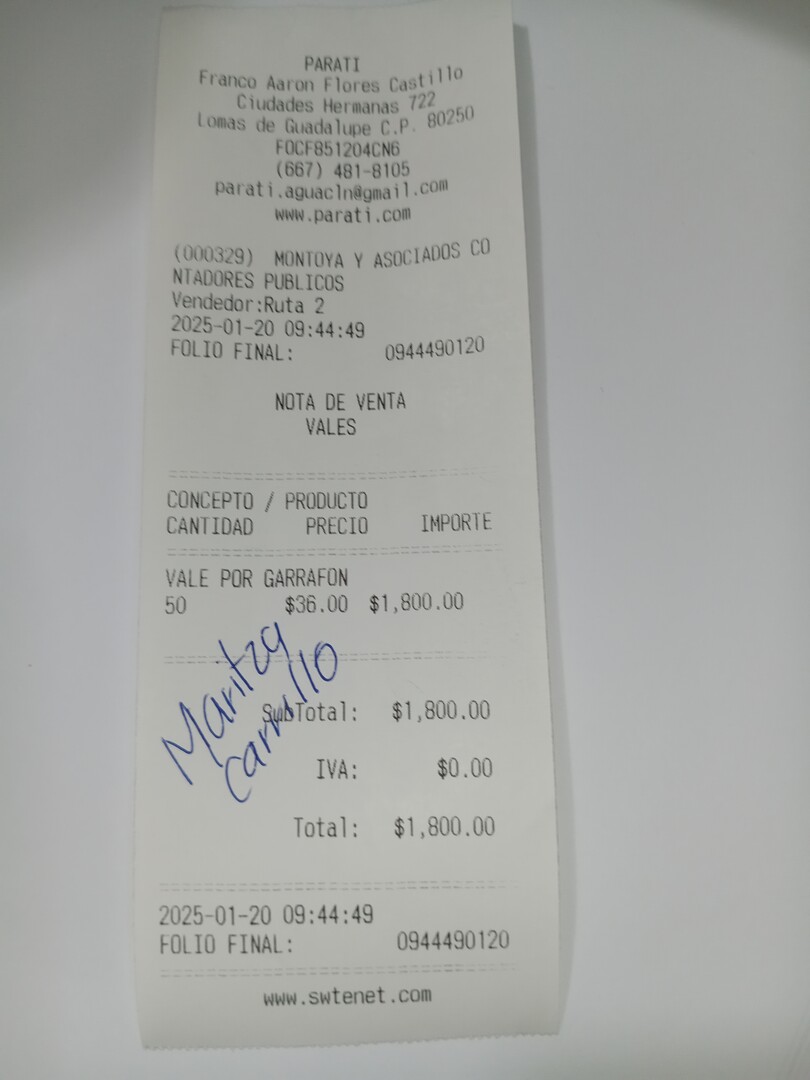 PARATI
Franco Aaron Flores Castillo
Ciudades Hermanas 722
Lomas de Guadalupe C.P. 80250
FOCF851204CN6
(667) 481-8105
parati.aguacln@gmail.com
www.parati.com
(000329) MONTOYA Y ASOCIADOS CO
NTADORES PUBLICOS
Vendedor:Ruta 2
2025-01-20 09:44:49
FOLIO FINAL: 0944490120
NOTA DE VENTA
VALES
CONCEPTO / PRODUCTO
CANTIDAD PRECIO IMPORTE
VALE POR GARRAFON
50 $36.00 $1,800.00
Maritza
Carrillo
SubTotal: $1,800.00
IVA: $0.00
Total: $1,800.00
2025-01-20 09:44:49
FOLIO FINAL: 0944490120
www.swtenet.com